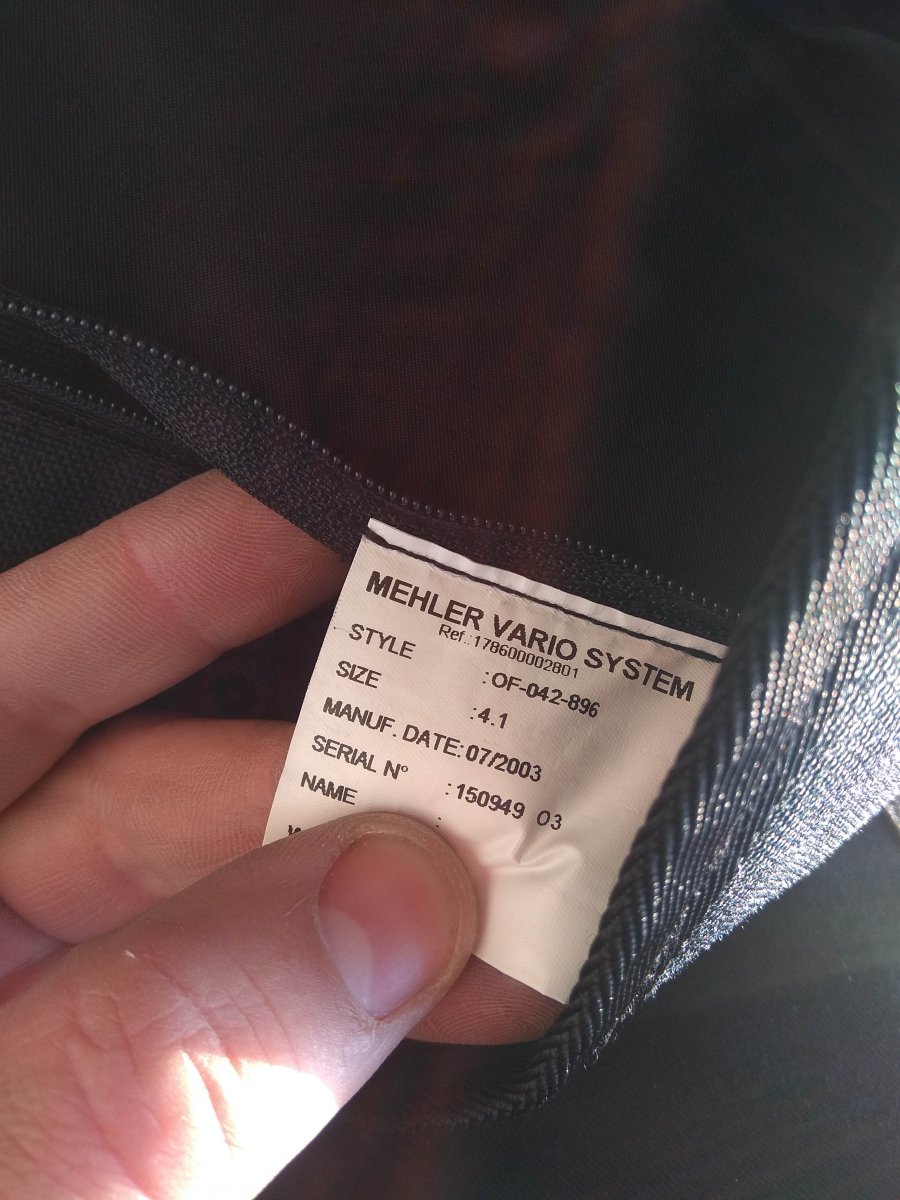 MEHLER VARIO SYSTEM
Ref.:178600002801
STYLE :OF-042-896
SIZE :4.1
MANUF. DATE: 07/2003
SERIAL N° :150949 03
NAME :